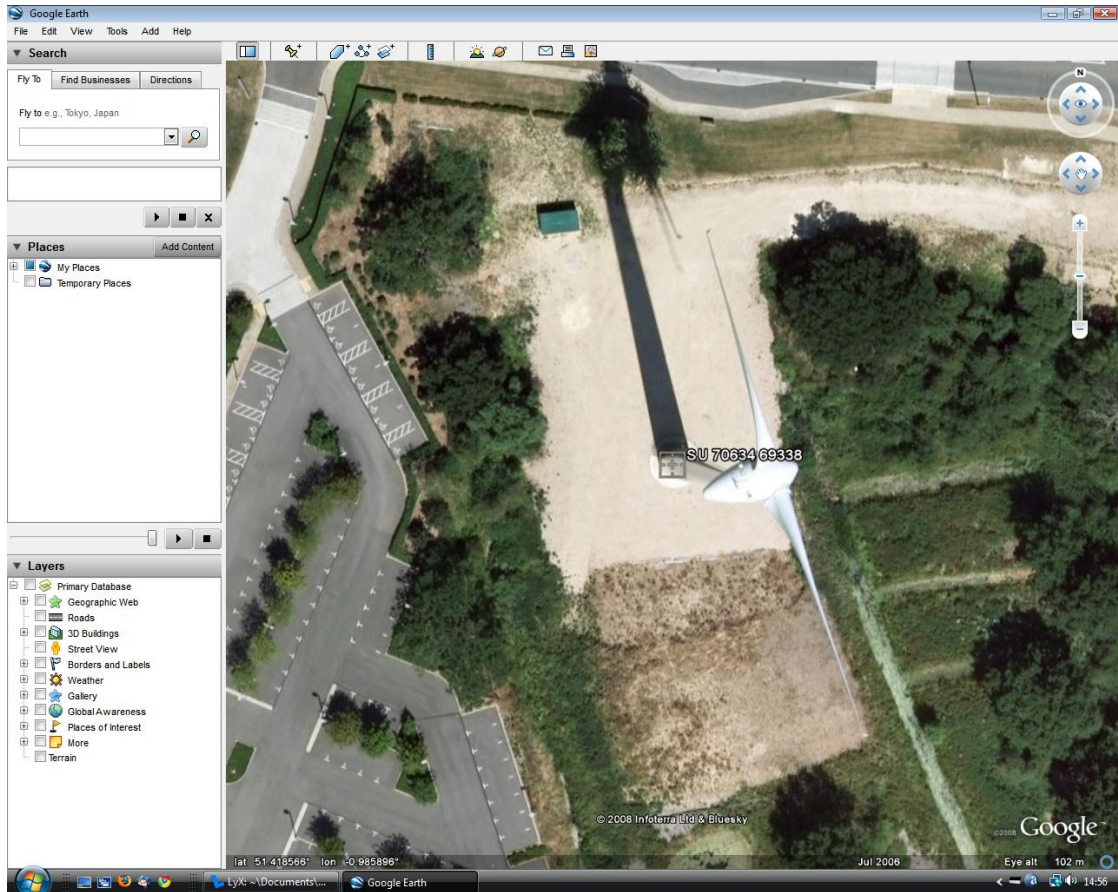 Google Earth
File Edit View Tools Add Help
Search
Fly To Find Businesses Directions
Fly to e.g., Tokyo, Japan
Places Add Content
My Places
Temporary Places
Layers
Primary Database
Geographic Web
Roads
3D Buildings
Street View
Borders and Labels
Weather
Gallery
Global Awareness
Places of Interest
More
Terrain
N
SU 70634 69338
© 2008 Infoterra Ltd & Bluesky
©2008 Google
lat 51.418566° lon -0.985896° Jul 2006 Eye alt 102 m
LyX: ~\Documents\... Google Earth 14:56